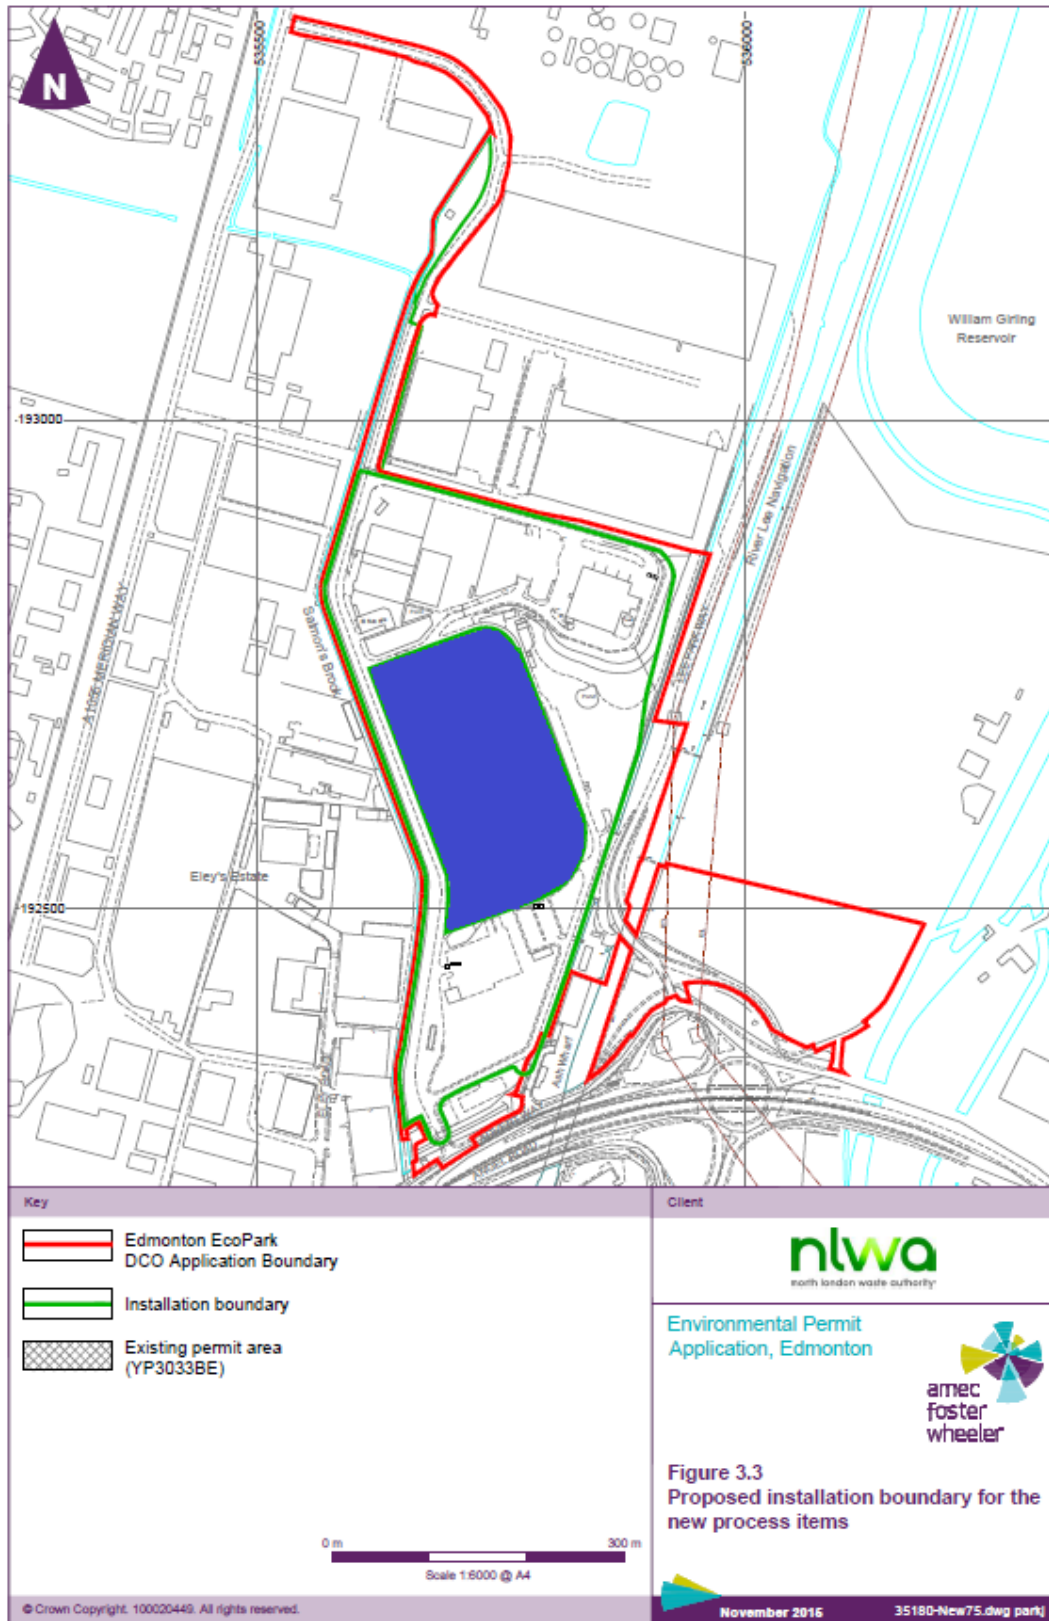 N
535500
536000
William Girling
Reservoir
193000
River Lee Navigation
A1055 MERIDIAN WAY
Salmon's Brook
Eley's Estate
192500
Ash Wharf
Key
Edmonton EcoPark
DCO Application Boundary
Installation boundary
Existing permit area
(YP3033BE)
0 m
300 m
Scale 1:6000 @ A4
© Crown Copyright. 100020449. All rights reserved.
Client
nlwa
north london waste authority
Environmental Permit
Application, Edmonton
amec
foster
wheeler
Figure 3.3
Proposed installation boundary for the
new process items
November 2015
35180-New75.dwg partj